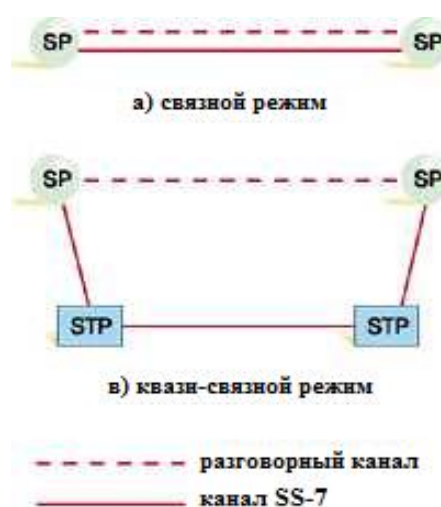 SP SP
а) связной режим
SP SP
STP STP
в) квази-связной режим
разговорный канал
канал SS-7